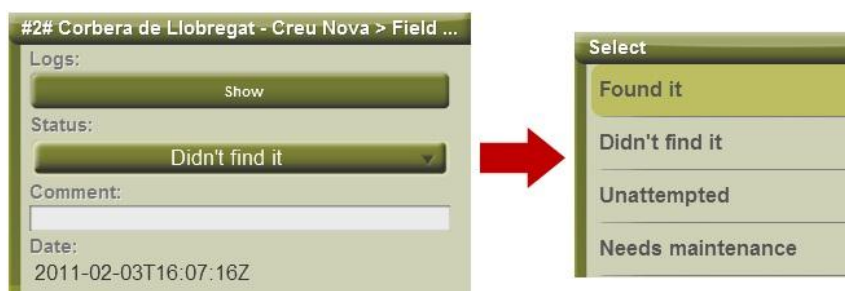 #2# Corbera de Llobregat - Creu Nova > Field ...
Logs:
Show
Status:
Didn't find it
Comment:
Date:
2011-02-03T16:07:16Z
Select
Found it
Didn't find it
Unattempted
Needs maintenance